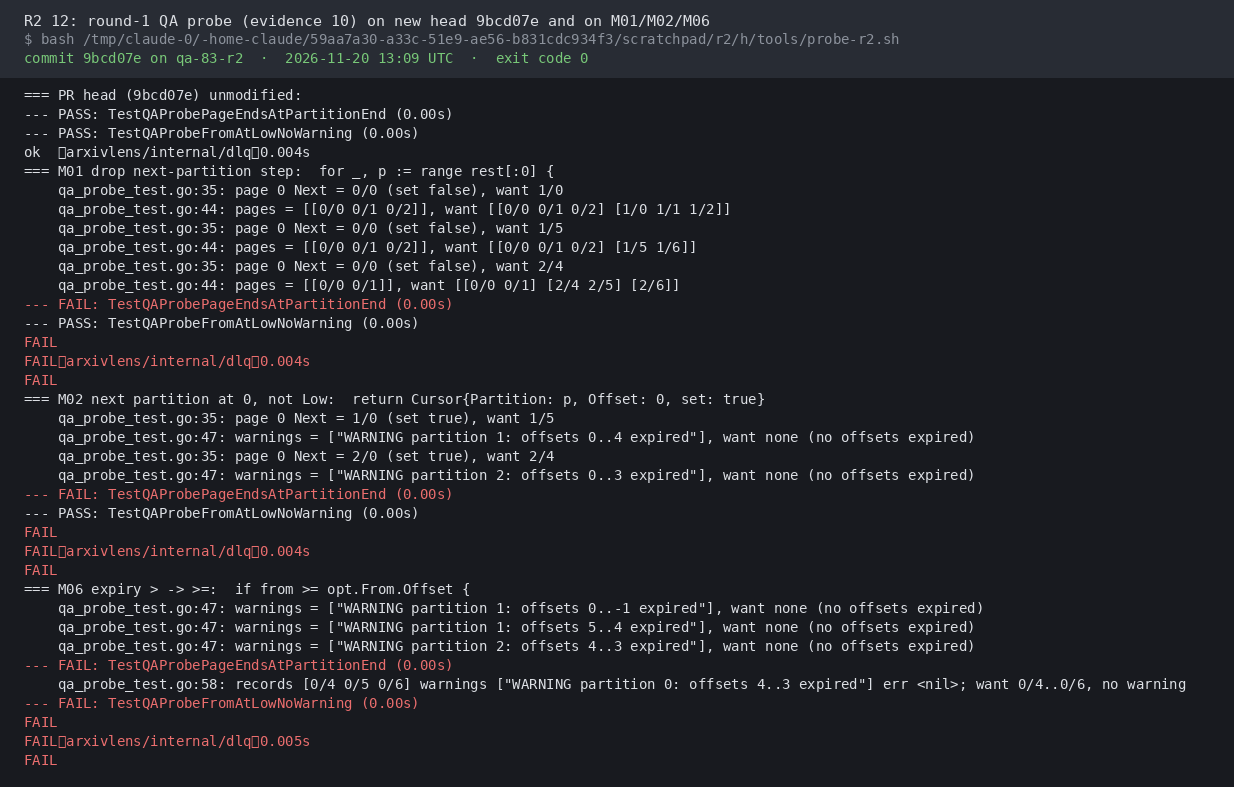 R2 12: round-1 QA probe (evidence 10) on new head 9bcd07e and on M01/M02/M06
$ bash /tmp/claude-0/-home-claude/59aa7a30-a33c-51e9-ae56-b831cdc934f3/scratchpad/r2/h/tools/probe-r2.sh
commit 9bcd07e on qa-83-r2 · 2026-11-20 13:09 UTC · exit code 0
=== PR head (9bcd07e) unmodified:
--- PASS: TestQAProbePageEndsAtPartitionEnd (0.00s)
--- PASS: TestQAProbeFromAtLowNoWarning (0.00s)
ok  □arxivlens/internal/dlq□0.004s
=== M01 drop next-partition step:  for _, p := range rest[:0] {
    qa_probe_test.go:35: page 0 Next = 0/0 (set false), want 1/0
    qa_probe_test.go:44: pages = [[0/0 0/1 0/2]], want [[0/0 0/1 0/2] [1/0 1/1 1/2]]
    qa_probe_test.go:35: page 0 Next = 0/0 (set false), want 1/5
    qa_probe_test.go:44: pages = [[0/0 0/1 0/2]], want [[0/0 0/1 0/2] [1/5 1/6]]
    qa_probe_test.go:35: page 0 Next = 0/0 (set false), want 2/4
    qa_probe_test.go:44: pages = [[0/0 0/1]], want [[0/0 0/1] [2/4 2/5] [2/6]]
--- FAIL: TestQAProbePageEndsAtPartitionEnd (0.00s)
--- PASS: TestQAProbeFromAtLowNoWarning (0.00s)
FAIL
FAIL□arxivlens/internal/dlq□0.004s
FAIL
=== M02 next partition at 0, not Low:  return Cursor{Partition: p, Offset: 0, set: true}
    qa_probe_test.go:35: page 0 Next = 1/0 (set true), want 1/5
    qa_probe_test.go:47: warnings = ["WARNING partition 1: offsets 0..4 expired"], want none (no offsets expired)
    qa_probe_test.go:35: page 0 Next = 2/0 (set true), want 2/4
    qa_probe_test.go:47: warnings = ["WARNING partition 2: offsets 0..3 expired"], want none (no offsets expired)
--- FAIL: TestQAProbePageEndsAtPartitionEnd (0.00s)
--- PASS: TestQAProbeFromAtLowNoWarning (0.00s)
FAIL
FAIL□arxivlens/internal/dlq□0.004s
FAIL
=== M06 expiry > -> >=:  if from >= opt.From.Offset {
    qa_probe_test.go:47: warnings = ["WARNING partition 1: offsets 0..-1 expired"], want none (no offsets expired)
    qa_probe_test.go:47: warnings = ["WARNING partition 1: offsets 5..4 expired"], want none (no offsets expired)
    qa_probe_test.go:47: warnings = ["WARNING partition 2: offsets 4..3 expired"], want none (no offsets expired)
--- FAIL: TestQAProbePageEndsAtPartitionEnd (0.00s)
    qa_probe_test.go:58: records [0/4 0/5 0/6] warnings ["WARNING partition 0: offsets 4..3 expired"] err <nil>; want 0/4..0/6, no warning
--- FAIL: TestQAProbeFromAtLowNoWarning (0.00s)
FAIL
FAIL□arxivlens/internal/dlq□0.005s
FAIL